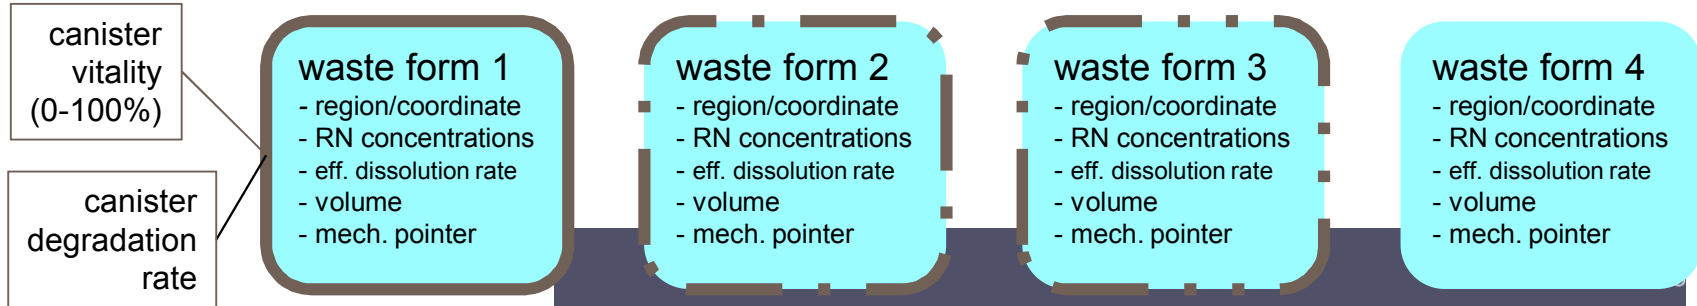 canister
vitality
(0-100%)
canister
degradation
rate
waste form 1
- region/coordinate
- RN concentrations
- eff. dissolution rate
- volume
- mech. pointer
waste form 2
- region/coordinate
- RN concentrations
- eff. dissolution rate
- volume
- mech. pointer
waste form 3
- region/coordinate
- RN concentrations
- eff. dissolution rate
- volume
- mech. pointer
waste form 4
- region/coordinate
- RN concentrations
- eff. dissolution rate
- volume
- mech. pointer